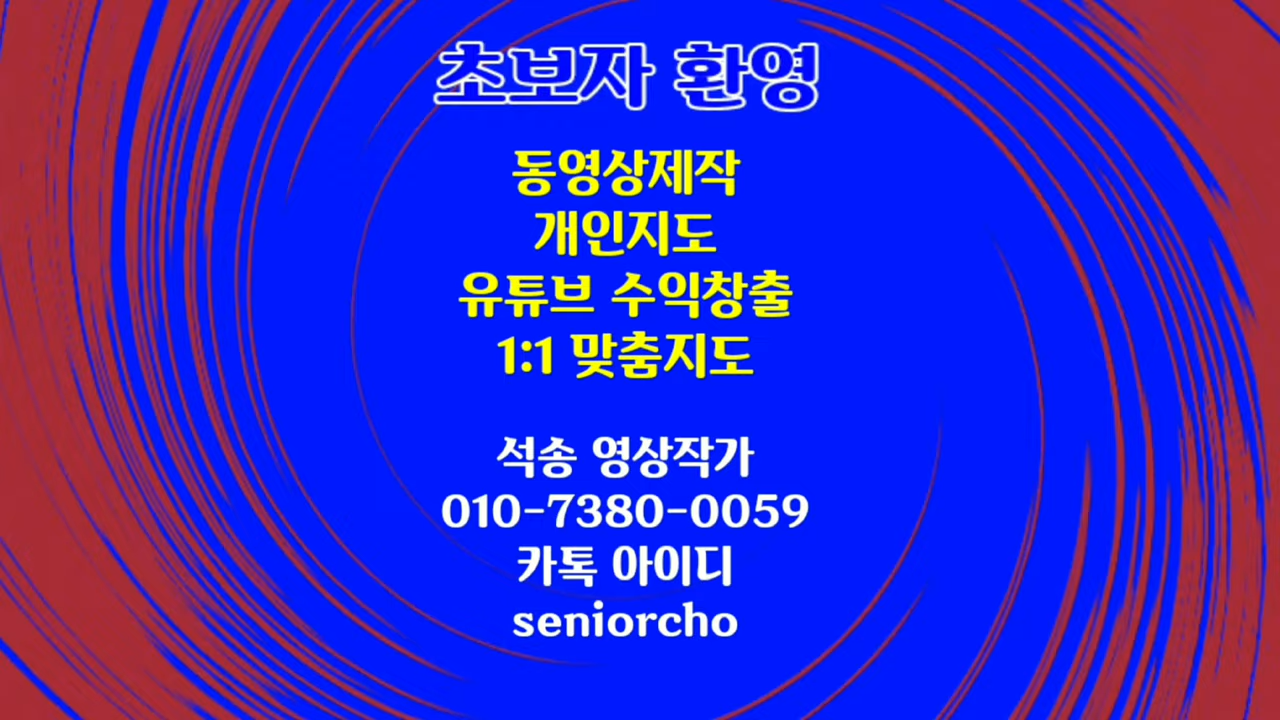 초보자 환영
동영상제작
개인지도
유튜브 수익창출
1:1 맞춤지도
석송 영상작가
010-7380-0059
카톡 아이디
seniorcho